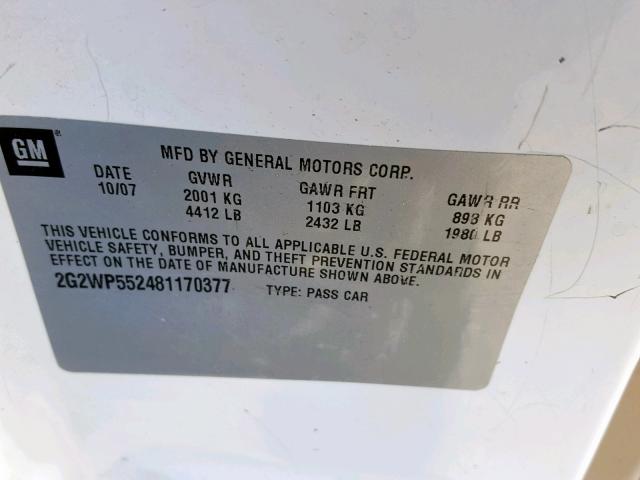 GM
MFD BY GENERAL MOTORS CORP.
DATE GVWR GAWR FRT GAWR RR
10/07 2001 KG 1103 KG 898 KG
4412 LB 2432 LB 1980 LB
THIS VEHICLE CONFORMS TO ALL APPLICABLE U.S. FEDERAL MOTOR
VEHICLE SAFETY, BUMPER, AND THEFT PREVENTION STANDARDS IN
EFFECT ON THE DATE OF MANUFACTURE SHOWN ABOVE.
2G2WP552481170377 TYPE: PASS CAR